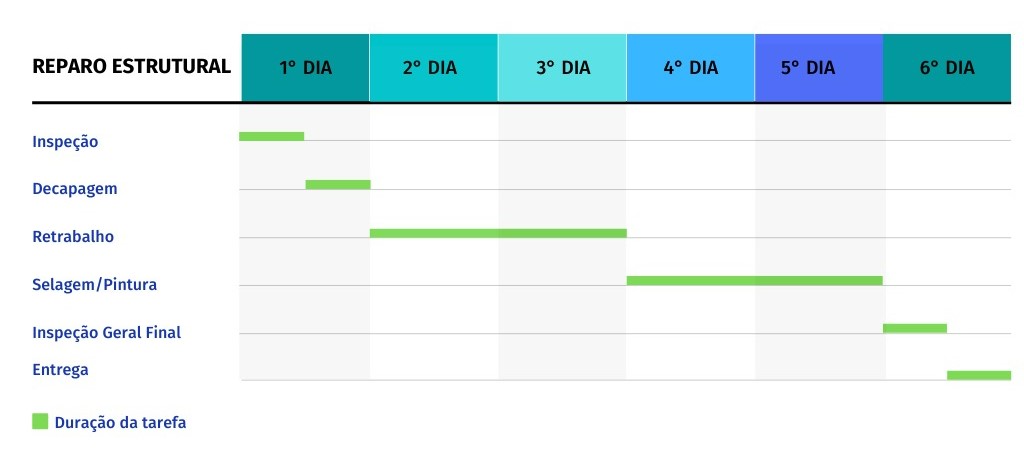 REPARO ESTRUTURAL 1° DIA 2° DIA 3° DIA 4° DIA 5° DIA 6° DIA
Inspeção
Decapagem
Retrabalho
Selagem/Pintura
Inspeção Geral Final
Entrega
Duração da tarefa